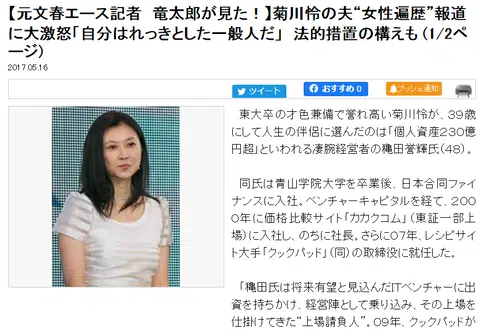 【元文春エース記者　竜太郎が見た！】菊川怜の夫“女性遍歴”報道
に大激怒「自分はれっきとした一般人だ」　法的措置の構えも（1/2ペ
ージ）
2017.05.16
ツイート
おすすめ 0
プッシュ通知
　東大卒の才色兼備で誉れ高い菊川怜が、39歳
にして人生の伴侶に選んだのは「個人資産230億
円超」といわれる凄腕経営者の穐田誉輝氏（48）。
　同氏は青山学院大学を卒業後、日本合同ファイ
ナンスに入社。ベンチャーキャピタルを経て、200
0年に価格比較サイト「カカクコム」（東証一部上
場）に入社し、のちに社長。さらに07年、レシピサイ
ト大手「クックパッド」（同）の取締役に就任した。
　「穐田氏は将来有望と見込んだITベンチャーに出
資を持ちかけ、経営陣として乗り込み、その上場を
仕掛けてきた“上場請負人”。09年、クックパッドが